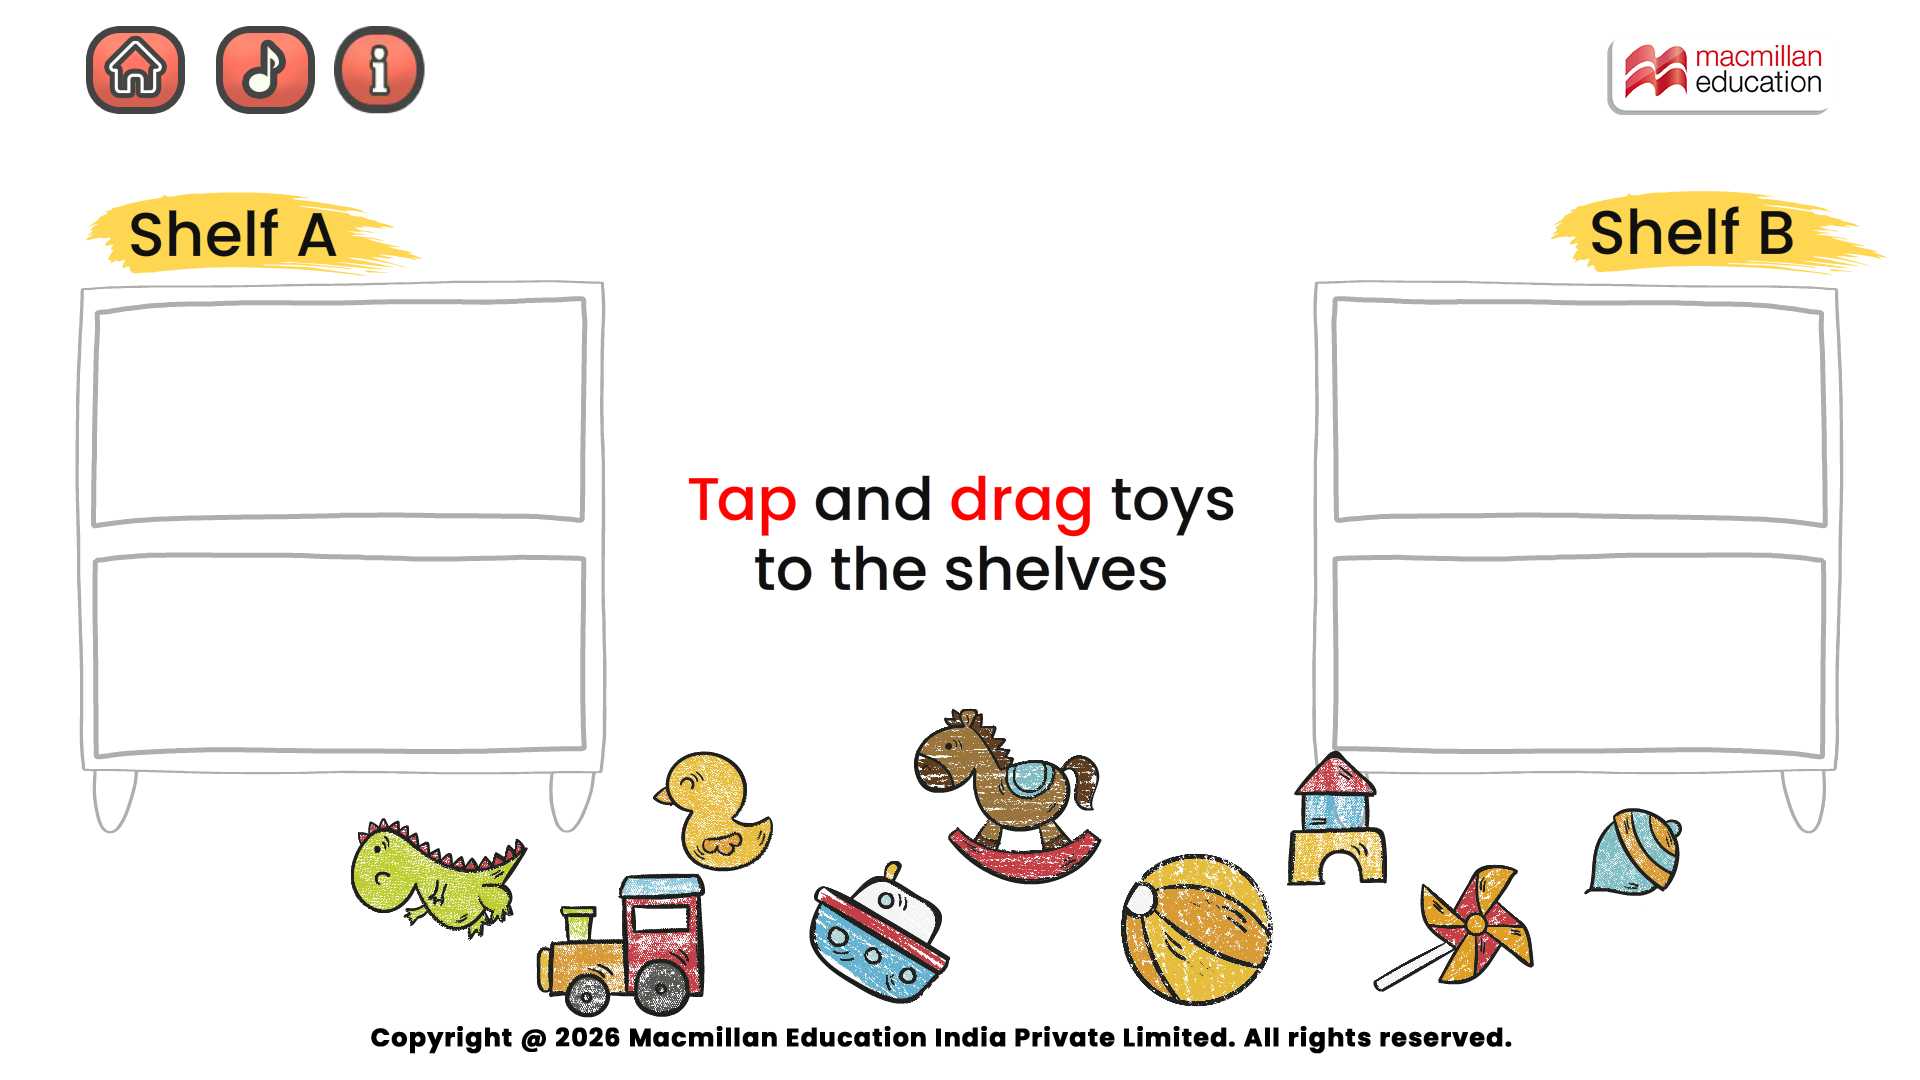 macmillan
education
Shelf A
Shelf B
Tap and drag toys
to the shelves
Copyright @ 2026 Macmillan Education India Private Limited. All rights reserved.